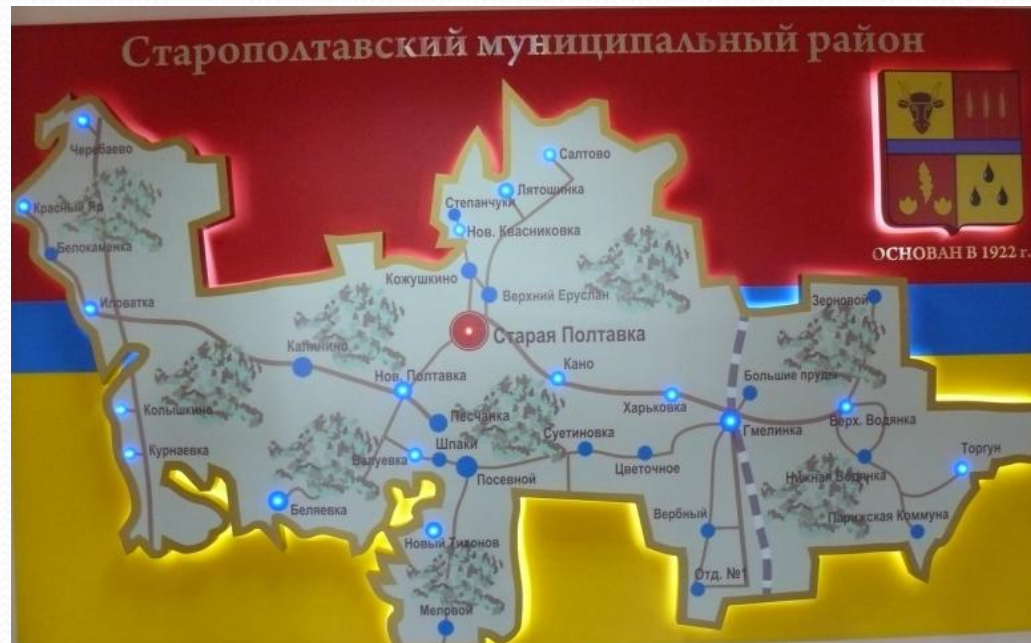 Старополтавский муниципальный район
Черебаево
Салтово
Лятошинка
Степанчуки
Красный Яр
Нов. Квасниковка
Белокаменка
ОСНОВАН В 1922 г.
Кожушкино
Верхний Еруслан
Иловатка
Зерновой
Старая Полтавка
Калинино
Кано
Нов. Полтавка
Большие пруды
Харьковка
Колышкино
Песчанка
Верх. Водянка
Гмелинка
Суетиновка
Шпаки
Курнаевка
Валуевка
Торгун
Цветочное
Посевной
Нижная Водянка
Беляевка
Вербный
Парижская Коммуна
Новый Тихонов
Отд. №1
Меловой